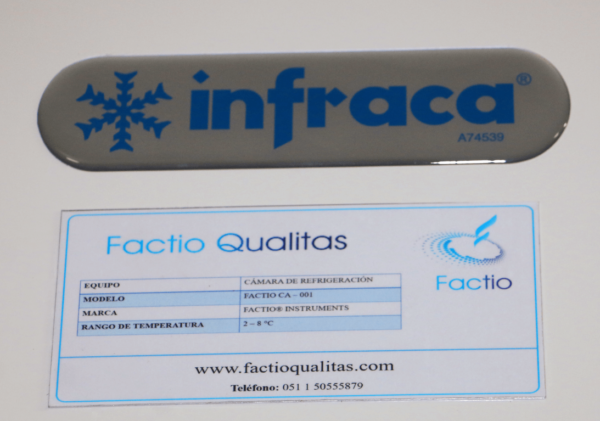 infraca®
A74539
Factio Qualitas
Factio
EQUIPO CÁMARA DE REFRIGERACIÓN
MODELO FACTIO CA – 001
MARCA FACTIO® INSTRUMENTS
RANGO DE TEMPERATURA 2 – 8 °C
www.factioqualitas.com
Teléfono: 051 1 50555879